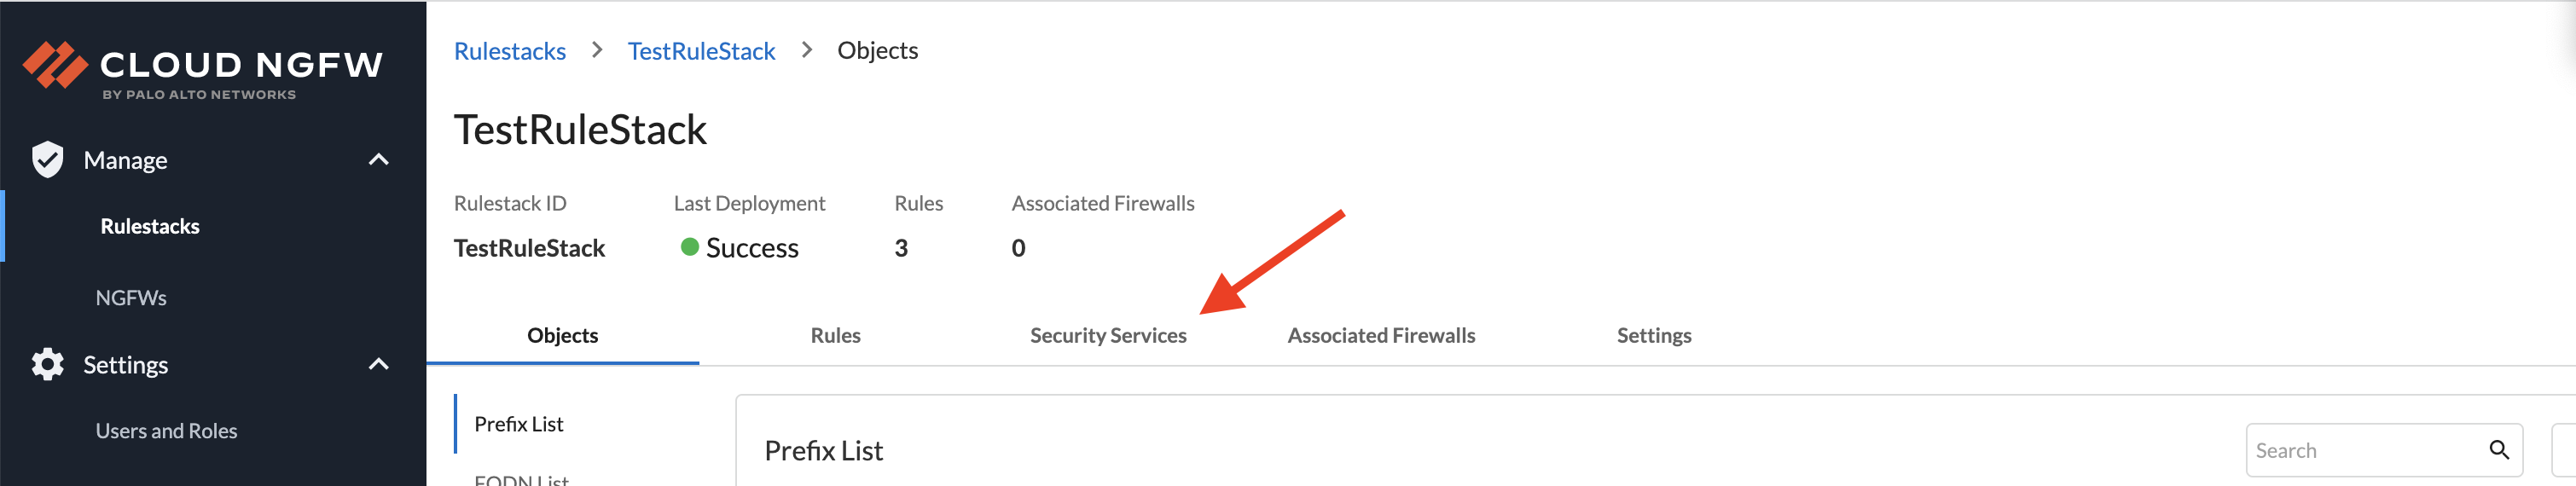 CLOUD NGFW
BY PALO ALTO NETWORKS
Manage
Rulestacks
NGFWs
Settings
Users and Roles
Rulestacks > TestRuleStack > Objects
TestRuleStack
Rulestack ID Last Deployment Rules Associated Firewalls
TestRuleStack Success 3 0
Objects Rules Security Services Associated Firewalls Settings
Prefix List
FQDN List
Prefix List
Search